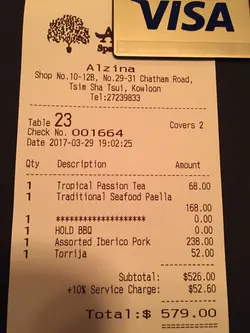 VISA
A
Spa
Alzina
Shop No.10-12B, No.29-31 Chatham Road,
Tsim Sha Tsui, Kowloon
Tel:27239833
Table 23 Covers 2
Check No. 001664
Date 2017-03-29 19:02:25
Qty Description Amount
1 Tropical Passion Tea 68.00
1 Traditional Seafood Paella
168.00
1 ******************* 0.00
1 HOLD BBQ 0.00
1 Assorted Iberico Pork 238.00
1 Torrija 52.00
Subtotal: $526.00
+10% Service Charge: $52.60
Total:$ 579.00